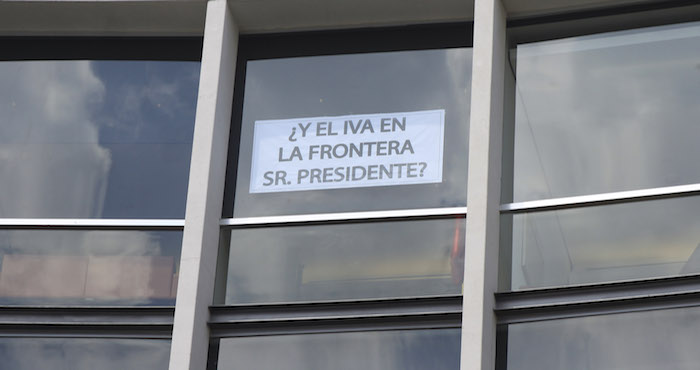 ¿Y EL IVA EN
LA FRONTERA
SR. PRESIDENTE?